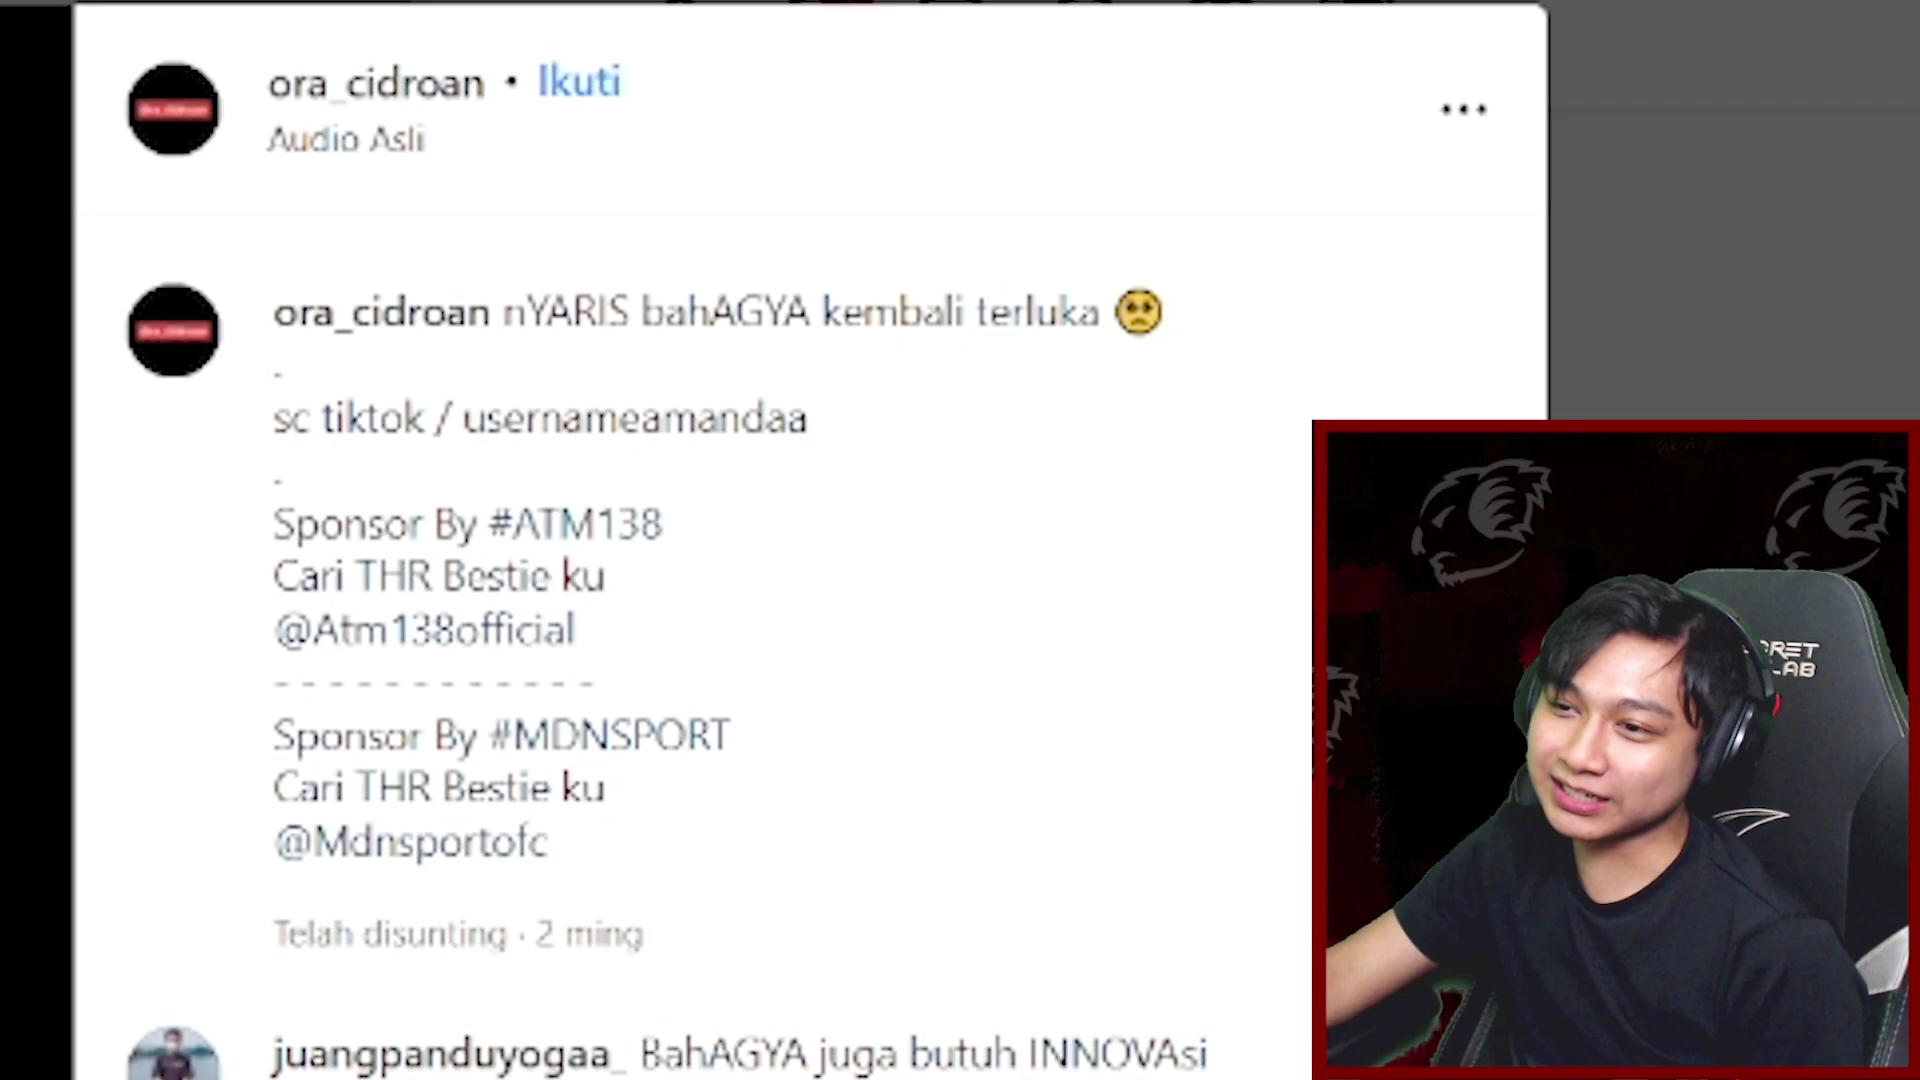 ora_cidroan • Ikuti
Audio Asli
ora_cidroan nYARIS bahAGYA kembali terluka 🥺
.
sc tiktok / usernameamandaa
.
Sponsor By #ATM138
Cari THR Bestie ku
@Atm138official
- - - - - - - - - - - -
Sponsor By #MDNSPORT
Cari THR Bestie ku
@Mdnsportofc
Telah disunting · 2 ming
juangpanduyogaa_ BahAGYA juga butuh INNOVAsi
LAB